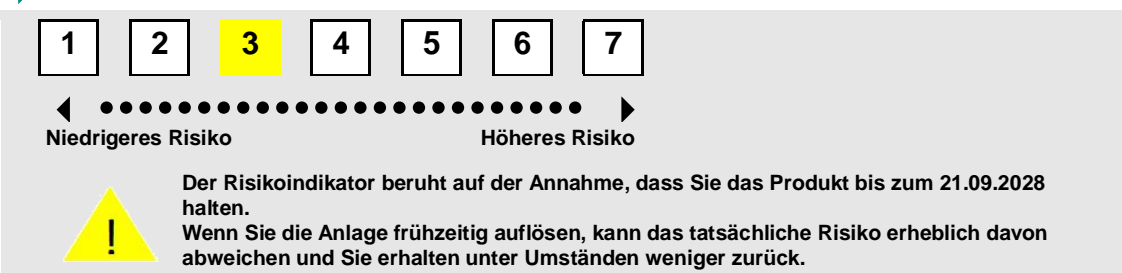 1 2 3 4 5 6 7
Niedrigeres Risiko Höheres Risiko
Der Risikoindikator beruht auf der Annahme, dass Sie das Produkt bis zum 21.09.2028
halten.
! Wenn Sie die Anlage frühzeitig auflösen, kann das tatsächliche Risiko erheblich davon
abweichen und Sie erhalten unter Umständen weniger zurück.